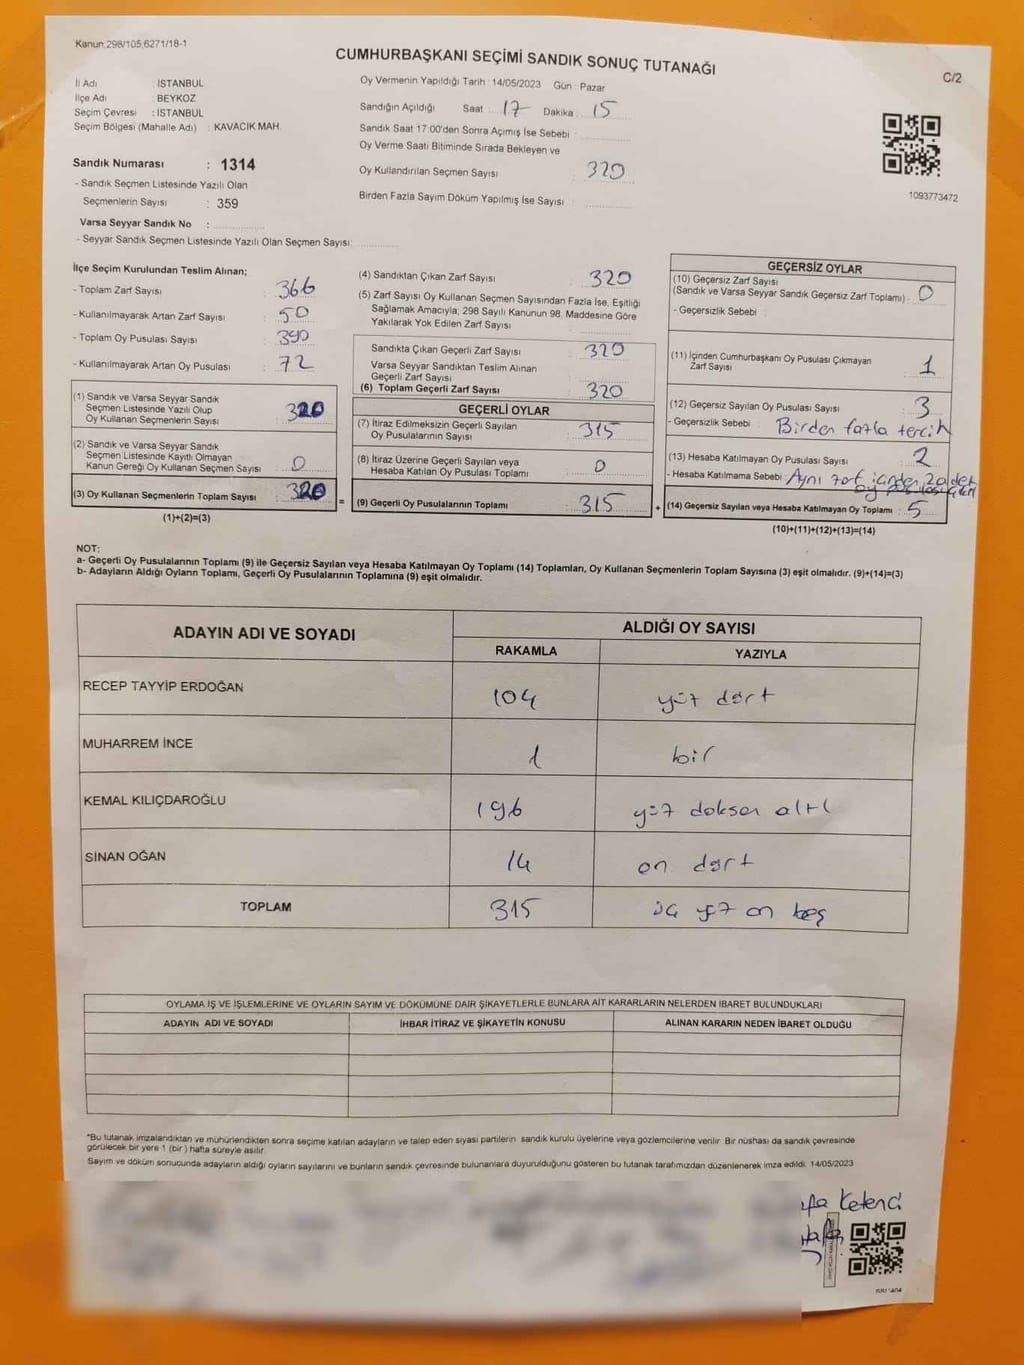 Kanun:298/105,6271/18-1
CUMHURBAŞKANI SEÇİMİ SANDIK SONUÇ TUTANAĞI
C/2
İl Adı : İSTANBUL
İlçe Adı : BEYKOZ
Seçim Çevresi : İSTANBUL
Seçim Bölgesi (Mahalle Adı) : KAVACIK MAH.
Sandık Numarası : 1314
- Sandık Seçmen Listesinde Yazılı Olan
Seçmenlerin Sayısı : 359
Varsa Seyyar Sandık No :
- Seyyar Sandık Seçmen Listesinde Yazılı Olan Seçmen Sayısı:
Oy Vermenin Yapıldığı Tarih : 14/05/2023 Gün : Pazar
Sandığın Açıldığı Saat : 17 Dakika : 15
Sandık Saat 17:00'den Sonra Açımış İse Sebebi :
Oy Verme Saati Bitiminde Sırada Bekleyen ve
Oy Kullandırılan Seçmen Sayısı : 320
Birden Fazla Sayım Döküm Yapılmış İse Sayısı :
1093773472
İlçe Seçim Kurulundan Teslim Alınan;
- Toplam Zarf Sayısı : 366
- Kullanılmayarak Artan Zarf Sayısı : 50
- Toplam Oy Pusulası Sayısı : 390
- Kullanılmayarak Artan Oy Pusulası : 72
(1) Sandık ve Varsa Seyyar Sandık
Seçmen Listesinde Yazılı Olup
Oy Kullanan Seçmenlerin Sayısı : 320
(2) Sandık ve Varsa Seyyar Sandık
Seçmen Listesinde Kayıtlı Olmayan
Kanun Gereği Oy Kullanan Seçmen Sayısı : 0
(3) Oy Kullanan Seçmenlerin Toplam Sayısı : 320
(1)+(2)=(3)
(4) Sandıktan Çıkan Zarf Sayısı : 320
(5) Zarf Sayısı Oy Kullanan Seçmen Sayısından Fazla İse, Eşitliği
Sağlamak Amacıyla; 298 Sayılı Kanunun 98. Maddesine Göre
Yakılarak Yok Edilen Zarf Sayısı :
Sandıkta Çıkan Geçerli Zarf Sayısı : 320
Varsa Seyyar Sandıktan Teslim Alınan
Geçerli Zarf Sayısı :
(6) Toplam Geçerli Zarf Sayısı : 320
GEÇERLİ OYLAR
(7) İtiraz Edilmeksizin Geçerli Sayılan
Oy Pusulalarının Sayısı : 315
(8) İtiraz Üzerine Geçerli Sayılan veya
Hesaba Katılan Oy Pusulası Toplamı : 0
= (9) Geçerli Oy Pusulalarının Toplamı : 315
GEÇERSİZ OYLAR
(10) Geçersiz Zarf Sayısı
(Sandık ve Varsa Seyyar Sandık Geçersiz Zarf Toplamı) : 0
- Geçersizlik Sebebi :
(11) İçinden Cumhurbaşkanı Oy Pusulası Çıkmayan
Zarf Sayısı : 1
(12) Geçersiz Sayılan Oy Pusulası Sayısı : 3
- Geçersizlik Sebebi : Birden fazla tercih
(13) Hesaba Katılmayan Oy Pusulası Sayısı : 2
- Hesaba Katılmama Sebebi : Aynı zarf içinden 2 adet
oy pusulası
+ (14) Geçersiz Sayılan veya Hesaba Katılmayan Oy Toplamı : 5
(10)+(11)+(12)+(13)=(14)
NOT:
a- Geçerli Oy Pusulalarının Toplamı (9) ile Geçersiz Sayılan veya Hesaba Katılmayan Oy Toplamı (14) Toplamları, Oy Kullanan Seçmenlerin Toplam Sayısına (3) eşit olmalıdır. (9)+(14)=(3)
b- Adayların Aldığı Oyların Toplamı, Geçerli Oy Pusulalarının Toplamına (9) eşit olmalıdır.
ADAYIN ADI VE SOYADI
ALDIĞI OY SAYISI
RAKAMLA YAZIYLA
RECEP TAYYİP ERDOĞAN 104 yüz dört
MUHARREM İNCE 1 bir
KEMAL KILIÇDAROĞLU 196 yüz doksan altı
SİNAN OĞAN 14 on dört
TOPLAM 315 üç yüz on beş
OYLAMA İŞ VE İŞLEMLERİNE VE OYLARIN SAYIM VE DÖKÜMÜNE DAİR ŞİKAYETLERLE BUNLARA AİT KARARLARIN NELERDEN İBARET BULUNDUKLARI
ADAYIN ADI VE SOYADI İHBAR İTİRAZ VE ŞİKAYETİN KONUSU ALINAN KARARIN NEDEN İBARET OLDUĞU
*Bu tutanak imzalandıktan ve mühürlendikten sonra seçime katılan adayların ve talep eden siyasi partilerin sandık kurulu üyelerine veya gözlemcilerine verilir. Bir nüshası da sandık çevresinde
görülecek bir yere 1 (bir) hafta süreyle asılır.
Sayım ve döküm sonucunda adayların aldığı oyların sayılarını ve bunların sandık çevresinde bulunanlara duyurulduğunu gösteren bu tutanak tarafımızdan düzenlenerek imza edildi. 14/05/2023
Ketenci